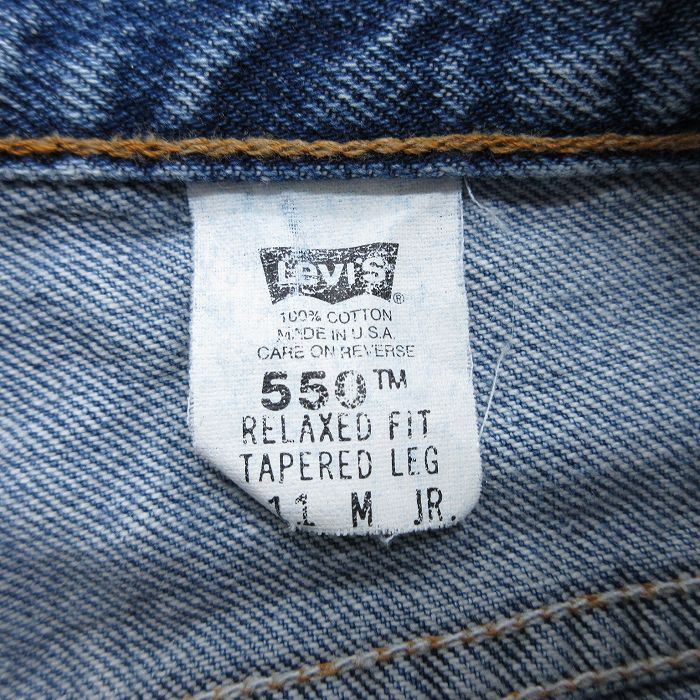 Levi's ®
100% COTTON
MADE IN U.S.A
CARE ON REVERSE
550™
RELAXED FIT
TAPERED LEG
11 M JR.